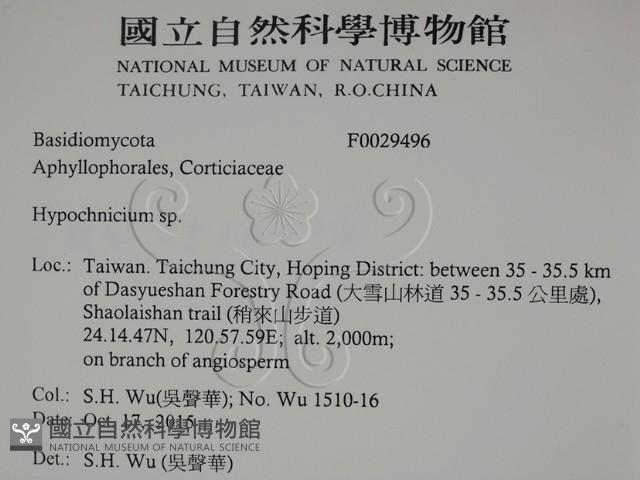 國立自然科學博物館
NATIONAL MUSEUM OF NATURAL SCIENCE
TAICHUNG, TAIWAN, R.O.CHINA
Basidiomycota F0029496
Aphyllophorales, Corticiaceae
Hypochnicium sp.
Loc.: Taiwan. Taichung City, Hoping District: between 35 - 35.5 km
of Dasyueshan Forestry Road (大雪山林道 35 - 35.5 公里處),
Shaolaishan trail (稍來山步道)
24.14.47N, 120.57.59E; alt. 2,000m;
on branch of angiosperm
Col.: S.H. Wu(吳聲華); No. Wu 1510-16
Date: Oct. 17, 2015
國立自然科學博物館
NATIONAL MUSEUM OF NATURAL SCIENCE
Det.: S.H. Wu (吳聲華)